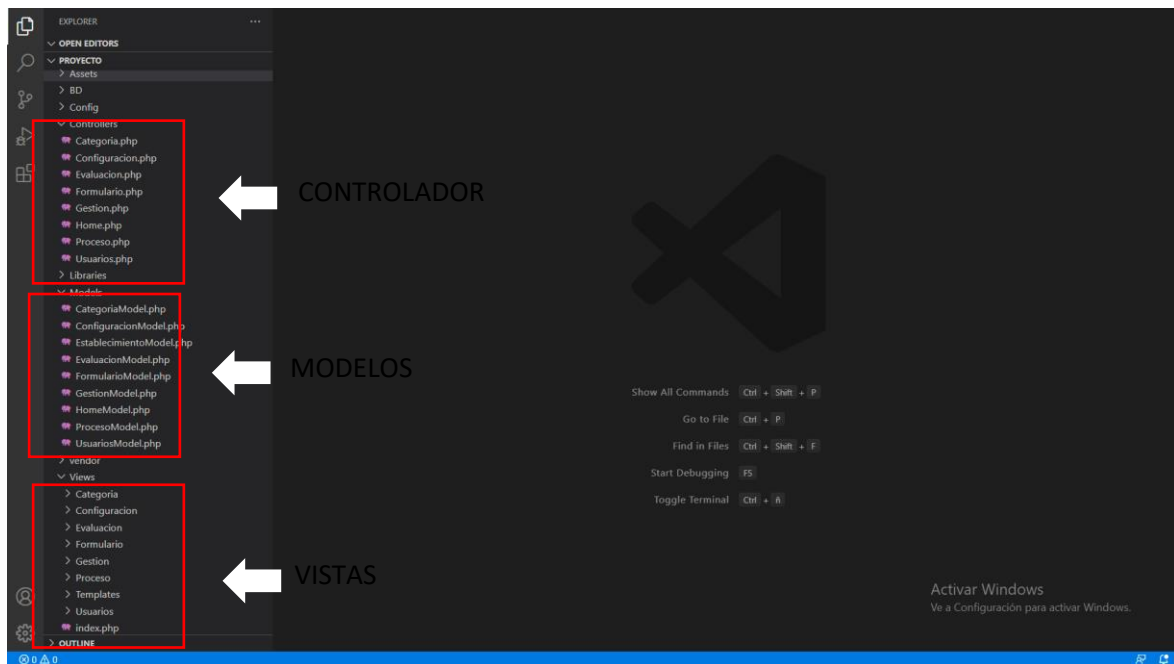 EXPLORER
OPEN EDITORS
PROYECTO
Assets
BD
Config
Controllers
Categoria.php
Configuracion.php
Evaluacion.php
Formulario.php
Gestion.php
Home.php
Proceso.php
Usuarios.php
Libraries
Models
CategoriaModel.php
ConfiguracionModel.php
EstablecimientoModel.php
EvaluacionModel.php
FormularioModel.php
GestionModel.php
HomeModel.php
ProcesoModel.php
UsuariosModel.php
vendor
Views
Categoria
Configuracion
Evaluacion
Formulario
Gestion
Proceso
Templates
Usuarios
index.php
OUTLINE
0 0
CONTROLADOR
MODELOS
VISTAS
Show All Commands Ctrl + Shift + P
Go to File Ctrl + P
Find in Files Ctrl + Shift + F
Start Debugging F5
Toggle Terminal Ctrl + Ñ
Activar Windows
Ve a Configuración para activar Windows.